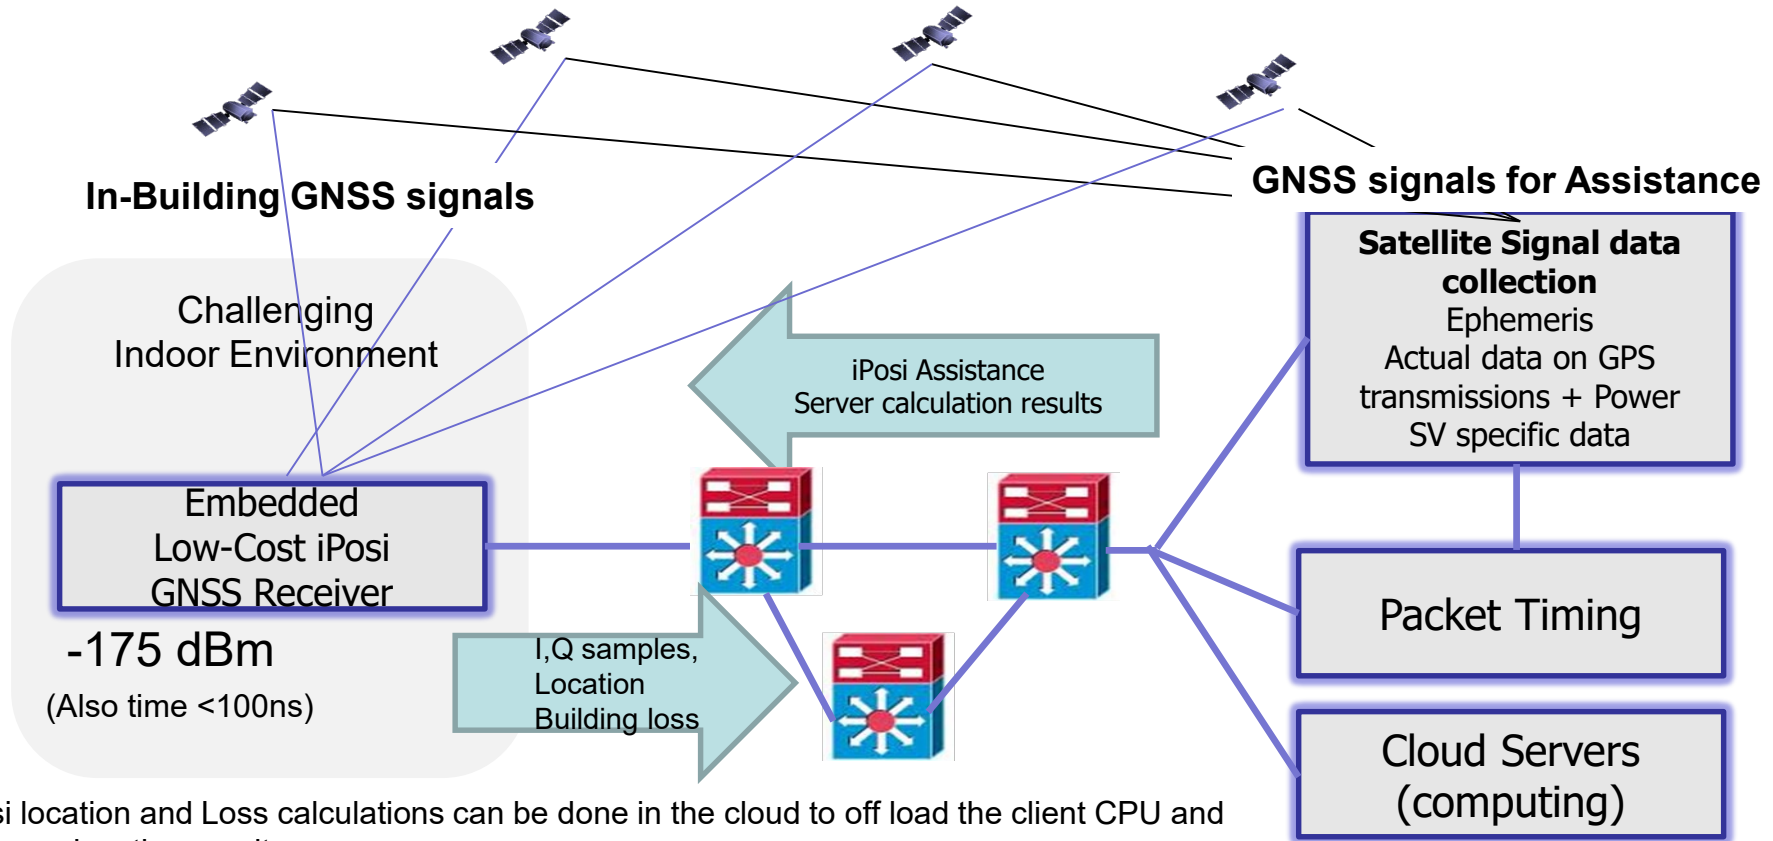 In-Building GNSS signals
GNSS signals for Assistance
Challenging
Indoor Environment
iPosi Assistance
Server calculation results
Satellite Signal data
collection
Ephemeris
Actual data on GPS
transmissions + Power
SV specific data
Embedded
Low-Cost iPosi
GNSS Receiver
-175 dBm
(Also time <100ns)
I,Q samples,
Location
Building loss
Packet Timing
Cloud Servers
(computing)
si location and Loss calculations can be done in the cloud to off load the client CPU and